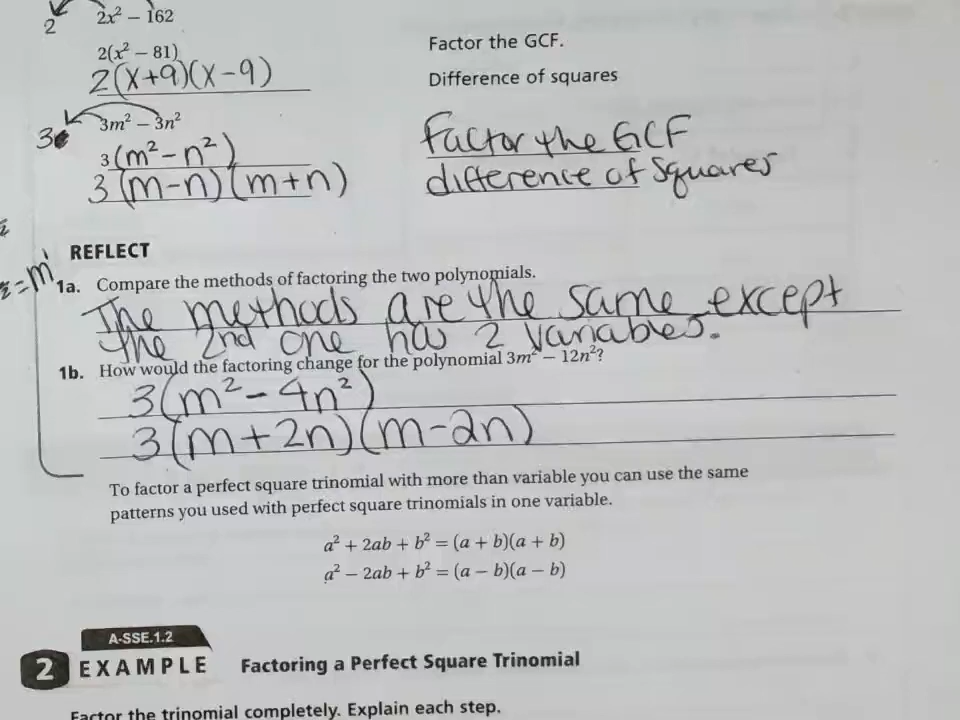 2 2x² – 162
2(x² – 81) Factor the GCF.
2(x+9)(x-9) Difference of squares
3 3m² – 3n²
3(m²-n²) Factor the GCF
3(m-n)(m+n) difference of squares
REFLECT
1a. Compare the methods of factoring the two polynomials.
The methods are the same except
the 2nd one has 2 variables.
1b. How would the factoring change for the polynomial 3m² – 12n²?
3(m²-4n²)
3(m+2n)(m-2n)
To factor a perfect square trinomial with more than variable you can use the same
patterns you used with perfect square trinomials in one variable.
a² + 2ab + b² = (a + b)(a + b)
a² – 2ab + b² = (a – b)(a – b)
A-SSE.1.2
2 EXAMPLE Factoring a Perfect Square Trinomial
Factor the trinomial completely. Explain each step.